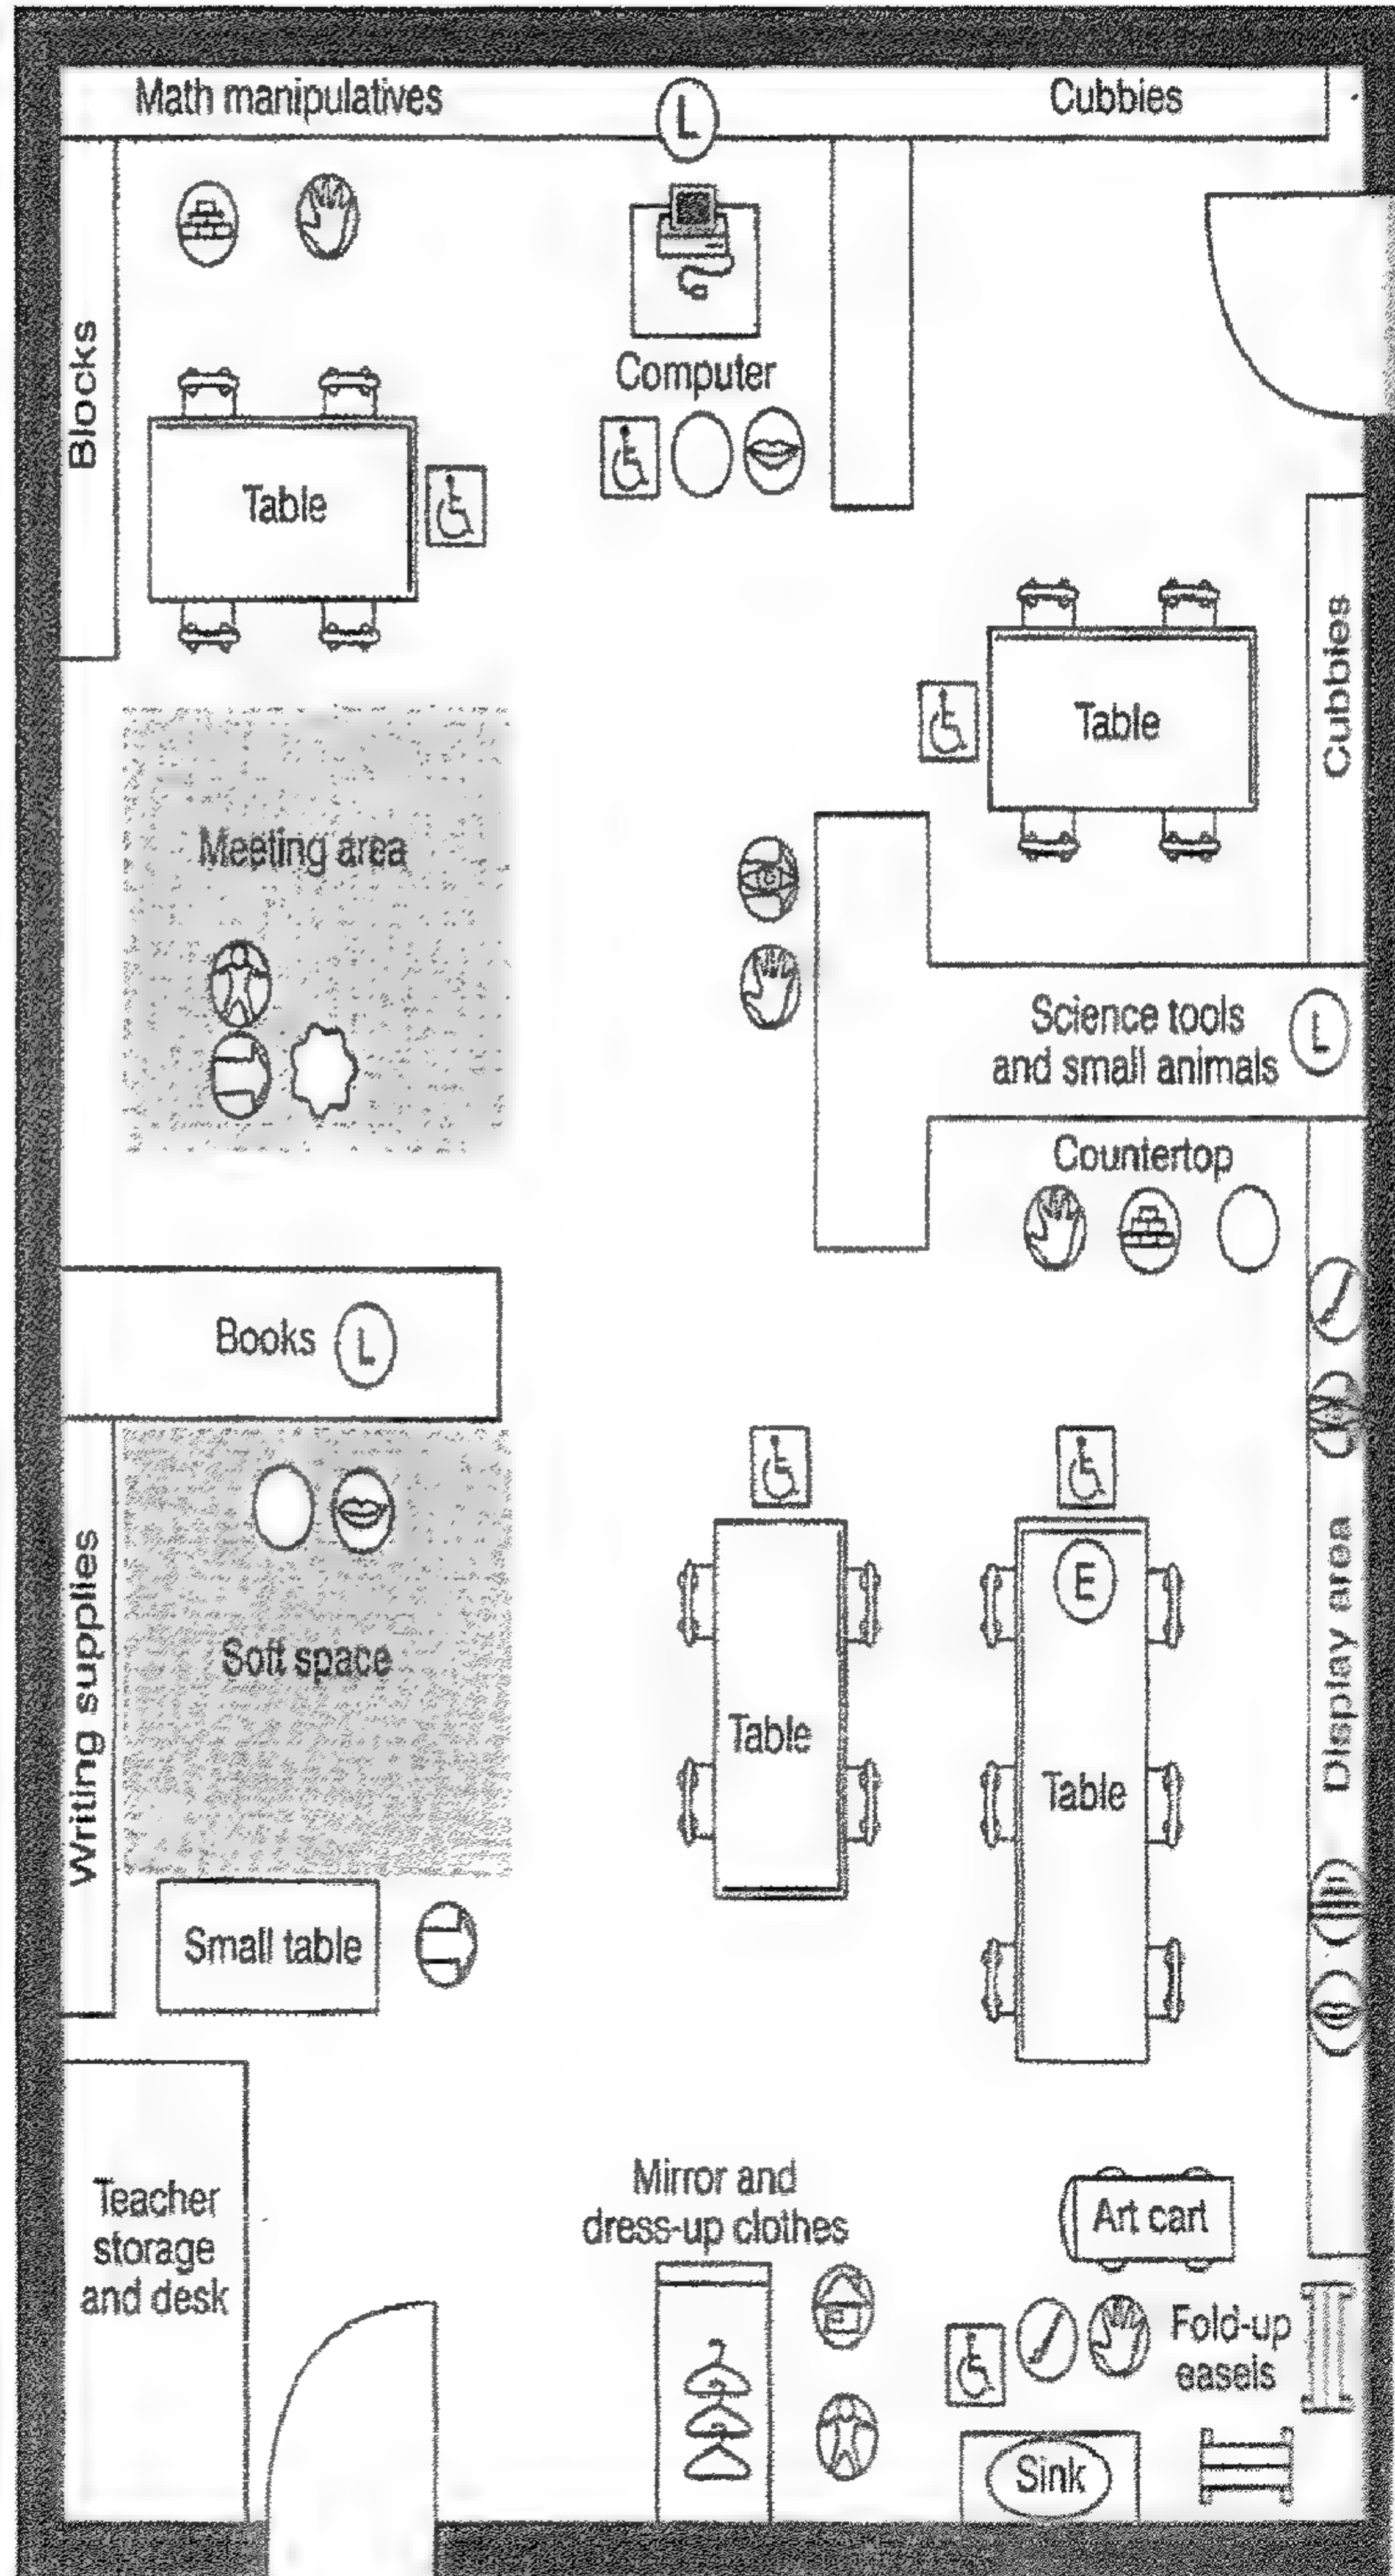 Math manipulatives
L
Cubbies
Blocks
Computer
Table
Table
Cubbies
Meeting area
Science tools
and small animals
L
Countertop
Books L
Writing supplies
Soft space
E
Table
Table
Display area
Small table
Teacher
storage
and desk
Mirror and
dress-up clothes
Art cart
Fold-up
easels
Sink